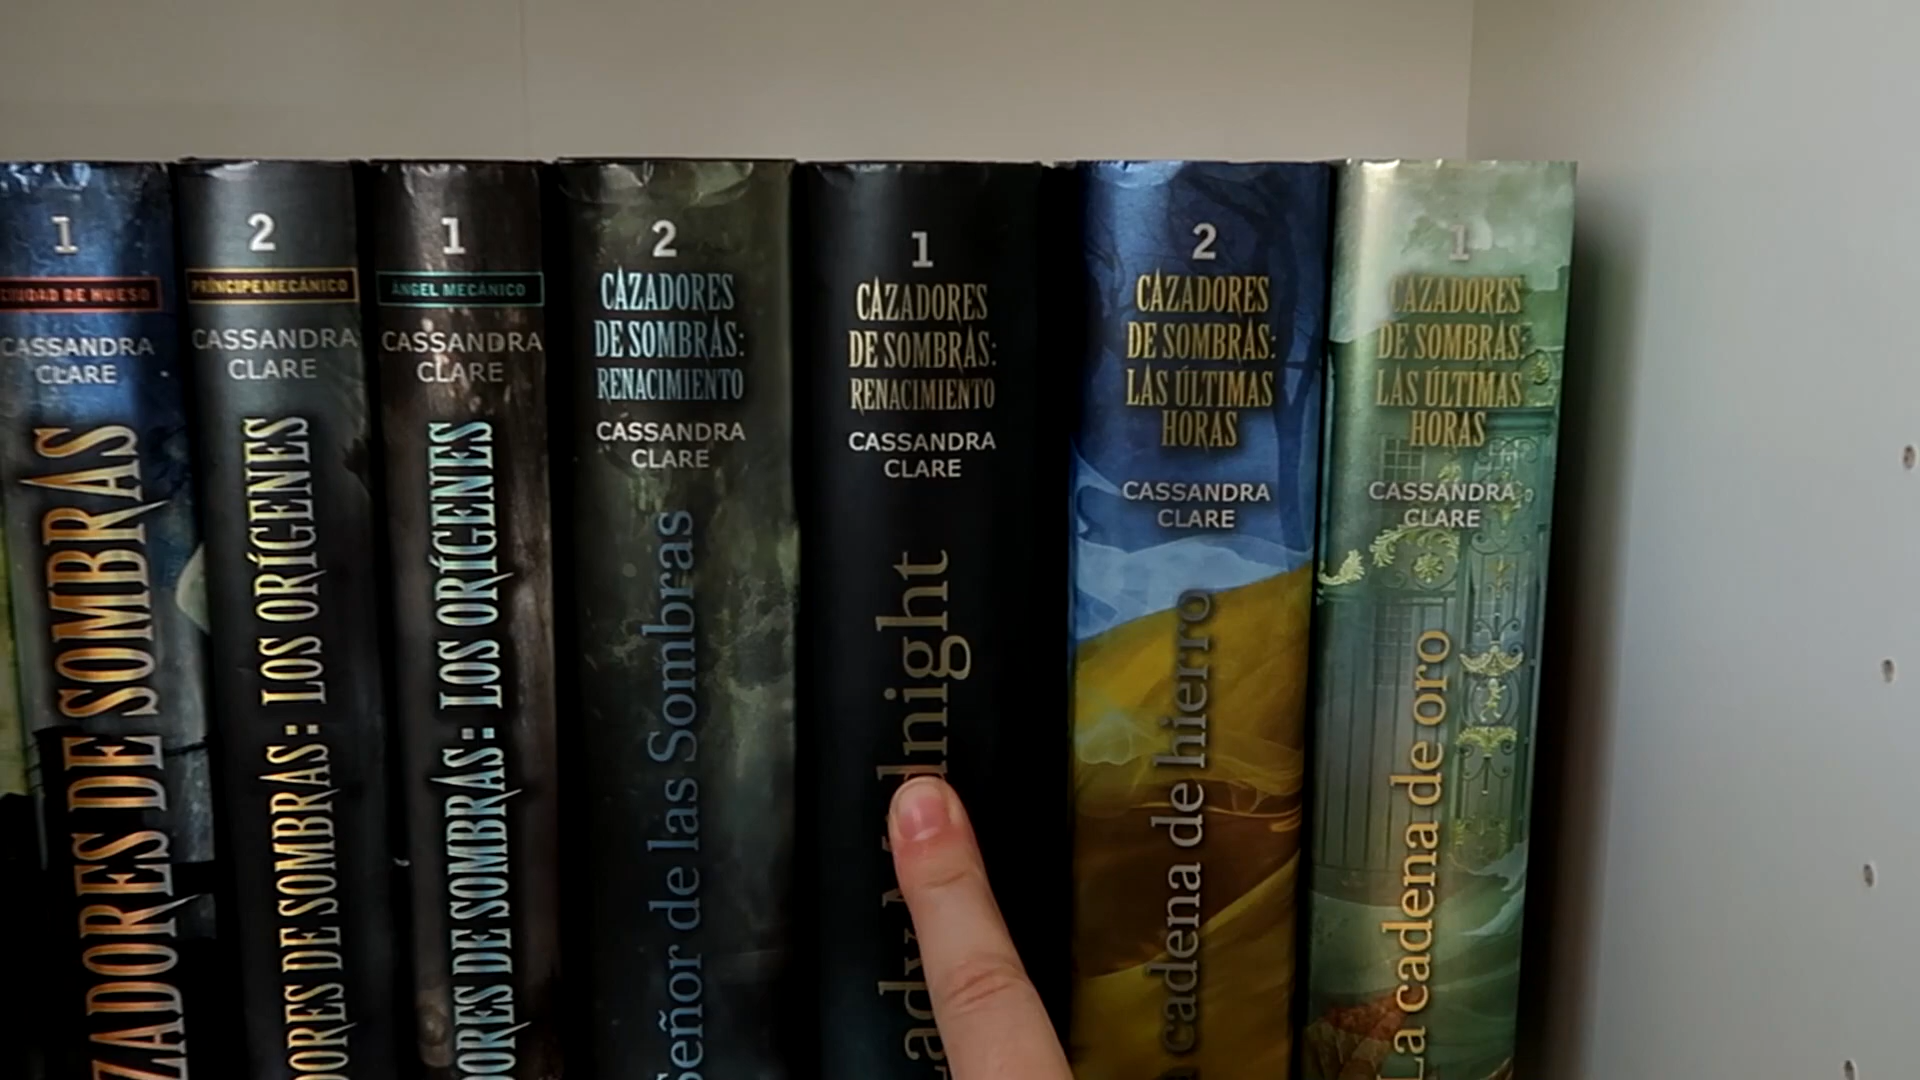 1
CIUDAD DE HUESO
CASSANDRA
CLARE
ZADORES DE SOMBRAS
2
PRÍNCIPE MECÁNICO
CASSANDRA
CLARE
DORES DE SOMBRAS: LOS ORÍGENES
1
ÁNGEL MECÁNICO
CASSANDRA
CLARE
DORES DE SOMBRAS: LOS ORÍGENES
2
CAZADORES
DE SOMBRAS:
RENACIMIENTO
CASSANDRA
CLARE
Señor de las Sombras
1
CAZADORES
DE SOMBRAS:
RENACIMIENTO
CASSANDRA
CLARE
Lady Midnight
2
CAZADORES
DE SOMBRAS:
LAS ÚLTIMAS
HORAS
CASSANDRA
CLARE
cadena de hierro
1
CAZADORES
DE SOMBRAS:
LAS ÚLTIMAS
HORAS
CASSANDRA
CLARE
La cadena de oro